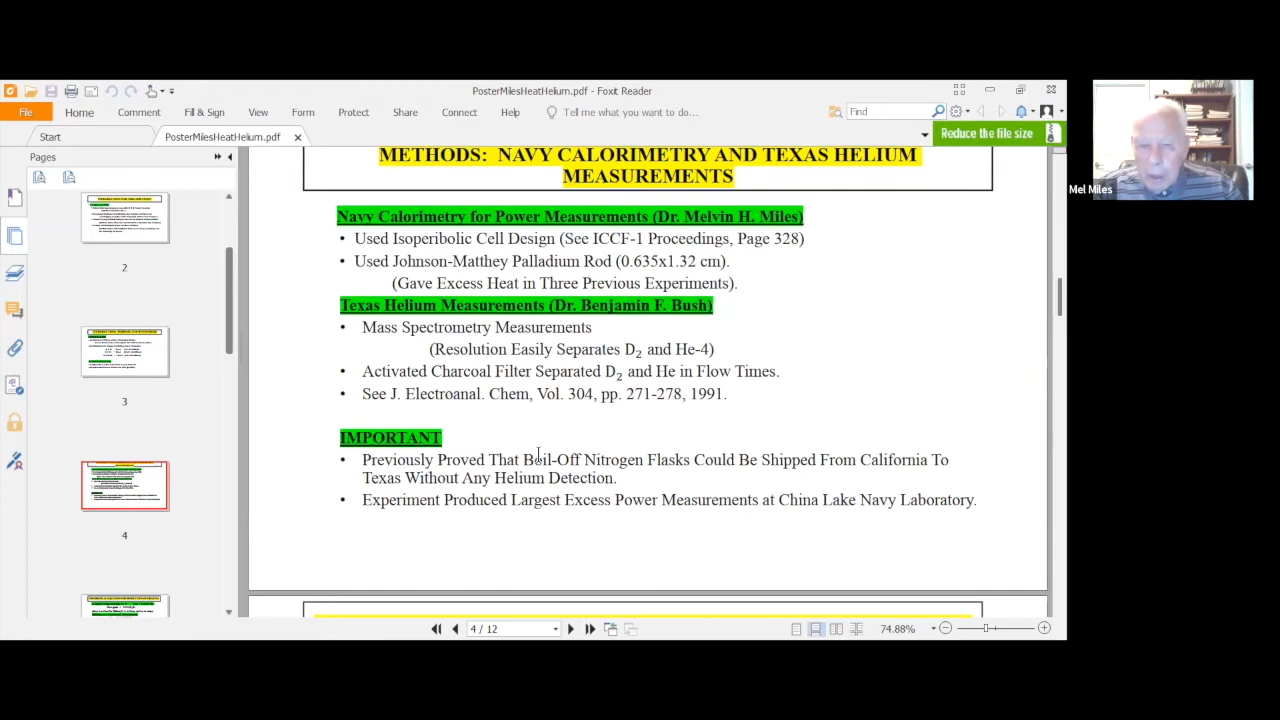 PosterMilesHeatHelium.pdf - Foxit Reader
File Home Comment Fill & Sign View Form Protect Share Connect Help Tell me what you want to do... Find
Start PosterMilesHeatHelium.pdf Reduce the file size
Pages
2
3
4
METHODS: NAVY CALORIMETRY AND TEXAS HELIUM
MEASUREMENTS
Navy Calorimetry for Power Measurements (Dr. Melvin H. Miles)
• Used Isoperibolic Cell Design (See ICCF-1 Proceedings, Page 328)
• Used Johnson-Matthey Palladium Rod (0.635x1.32 cm).
(Gave Excess Heat in Three Previous Experiments).
Texas Helium Measurements (Dr. Benjamin F. Bush)
• Mass Spectrometry Measurements
(Resolution Easily Separates D₂ and He-4)
• Activated Charcoal Filter Separated D₂ and He in Flow Times.
• See J. Electroanal. Chem, Vol. 304, pp. 271-278, 1991.
IMPORTANT
• Previously Proved That Boil-Off Nitrogen Flasks Could Be Shipped From California To
Texas Without Any Helium Detection.
• Experiment Produced Largest Excess Power Measurements at China Lake Navy Laboratory.
4 / 12
74.88%
Mel Miles